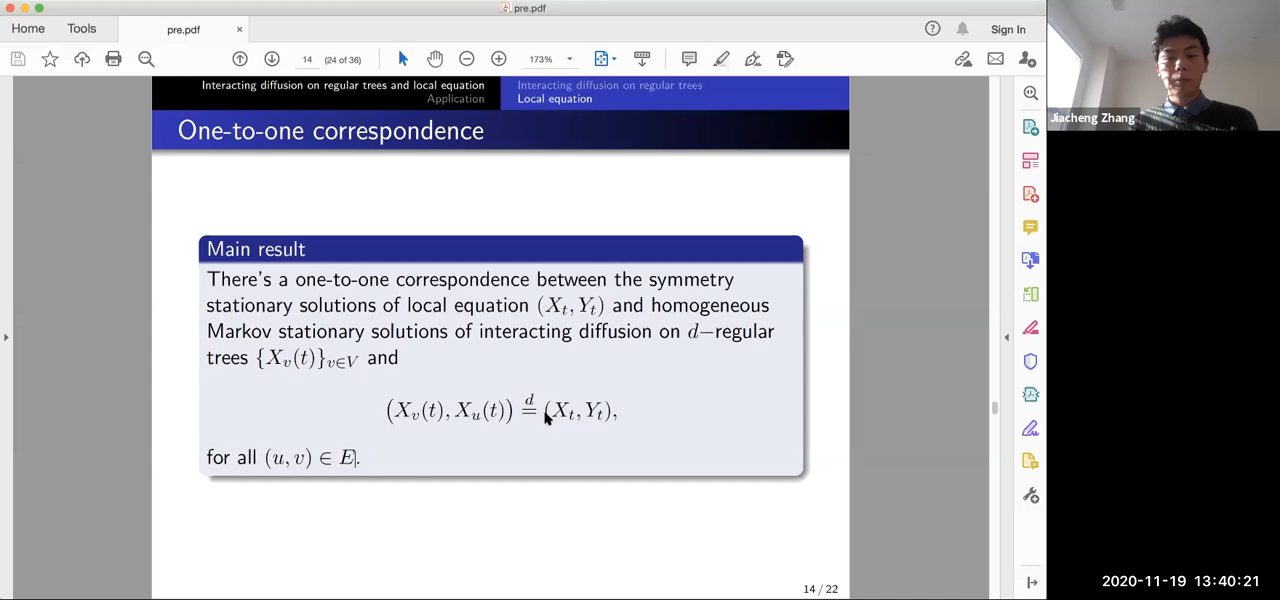 pre.pdf
Home Tools pre.pdf × Sign In
14 (24 of 36) 173%
Interacting diffusion on regular trees and local equation
Application
Interacting diffusion on regular trees
Local equation
One-to-one correspondence
Main result
There's a one-to-one correspondence between the symmetry
stationary solutions of local equation (X_t, Y_t) and homogeneous
Markov stationary solutions of interacting diffusion on d−regular
trees {X_v(t)}_{v∈V} and
(X_v(t), X_u(t)) =^d (X_t, Y_t),
for all (u, v) ∈ E.
14 / 22
Jiacheng Zhang
2020-11-19 13:40:21